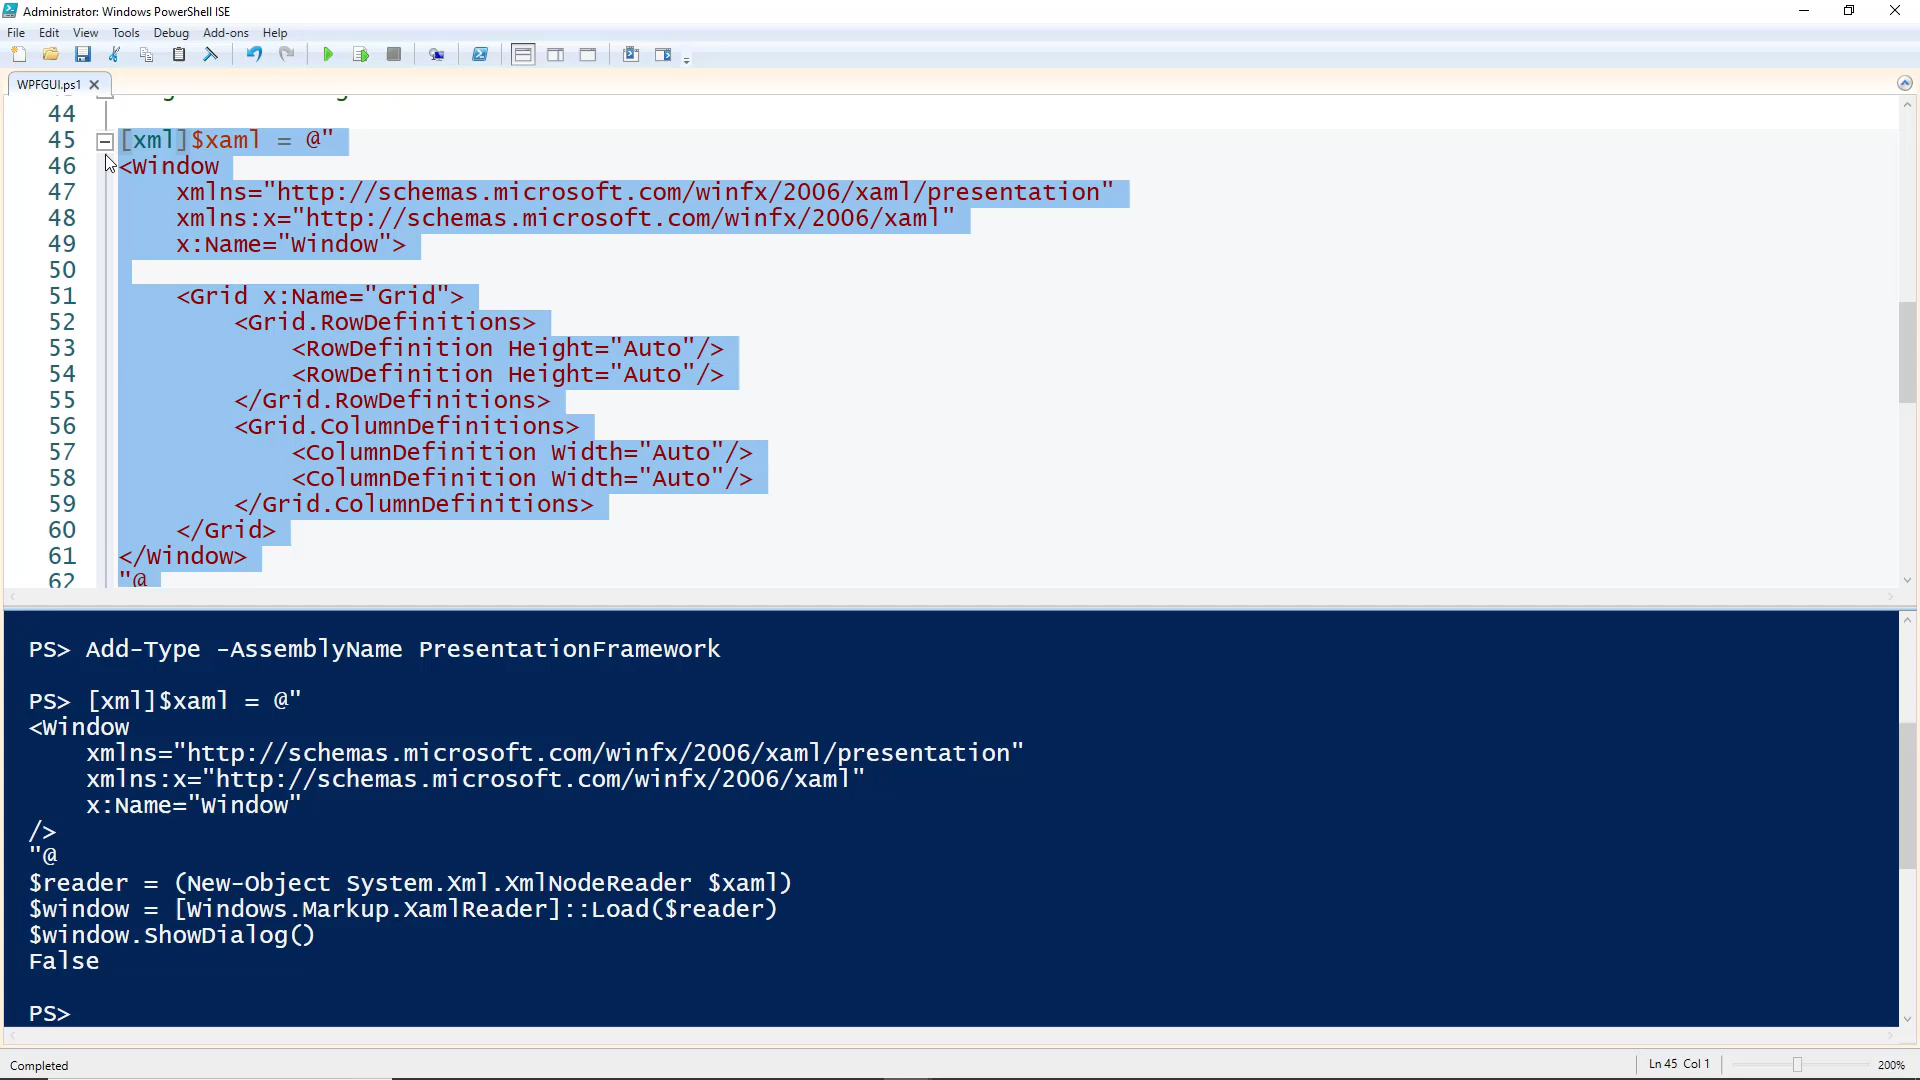 Administrator: Windows PowerShell ISE
File Edit View Tools Debug Add-ons Help
WPFGUI.ps1
44
45 [xml]$xaml = @"
46 <Window
47     xmlns="http://schemas.microsoft.com/winfx/2006/xaml/presentation"
48     xmlns:x="http://schemas.microsoft.com/winfx/2006/xaml"
49     x:Name="Window">
50
51     <Grid x:Name="Grid">
52         <Grid.RowDefinitions>
53             <RowDefinition Height="Auto"/>
54             <RowDefinition Height="Auto"/>
55         </Grid.RowDefinitions>
56         <Grid.ColumnDefinitions>
57             <ColumnDefinition Width="Auto"/>
58             <ColumnDefinition Width="Auto"/>
59         </Grid.ColumnDefinitions>
60     </Grid>
61 </Window>
62 "@
PS> Add-Type -AssemblyName PresentationFramework
PS> [xml]$xaml = @"
<Window
    xmlns="http://schemas.microsoft.com/winfx/2006/xaml/presentation"
    xmlns:x="http://schemas.microsoft.com/winfx/2006/xaml"
    x:Name="Window"
/>
"@
$reader = (New-Object System.Xml.XmlNodeReader $xaml)
$window = [Windows.Markup.XamlReader]::Load($reader)
$window.ShowDialog()
False
PS>
Completed
Ln 45 Col 1
200%